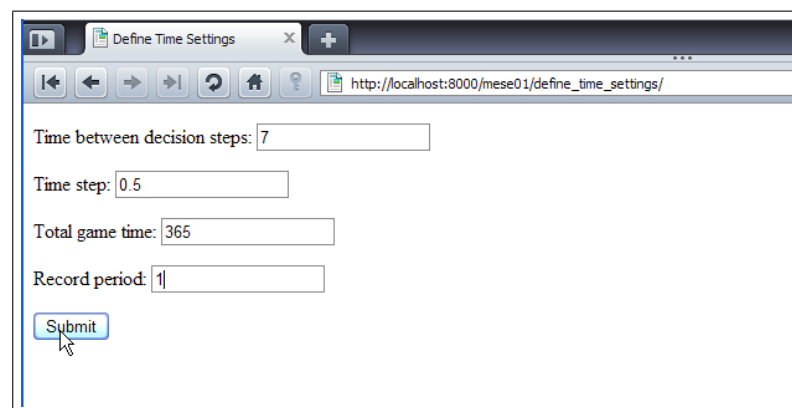 Define Time Settings
http://localhost:8000/mese01/define_time_settings/
Time between decision steps: 7
Time step: 0.5
Total game time: 365
Record period: 1
Submit